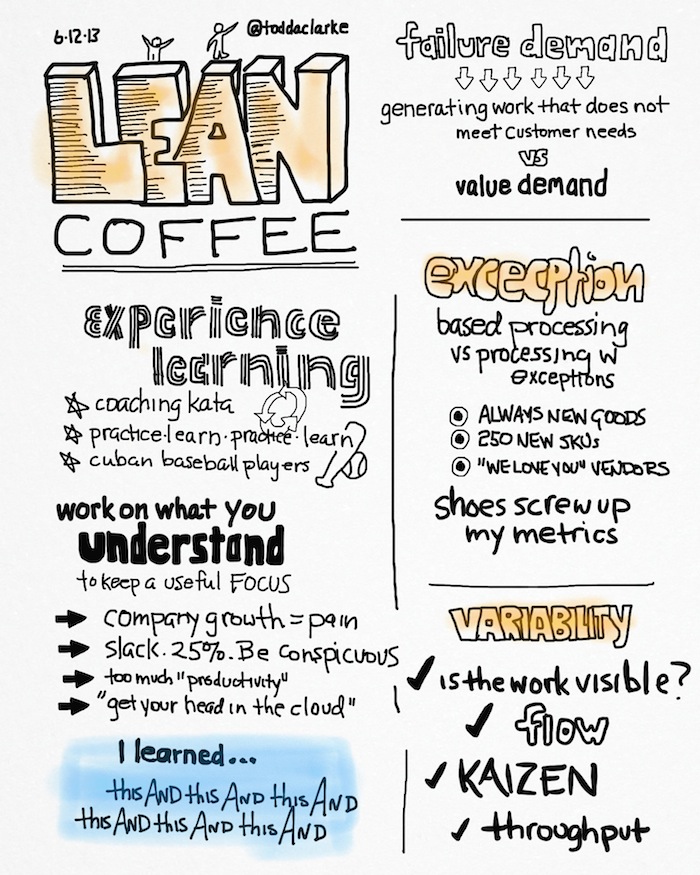 6.12.13
@toddaclarke
LEAN
COFFEE
experience
learning
coaching kata
practice.learn.practice.learn
cuban baseball players
work on what you
understand
to keep a useful FOCUS
company growth = pain
Slack.25%.Be conspicuous
too much "productivity"
"get your head in the cloud"
I learned...
this AND this AND this AND
this AND this AND this AND
failure demand
generating work that does not
meet customer needs
vs
value demand
exception
based processing
vs processing w
exceptions
ALWAYS NEW GOODS
250 NEW SKUs
"WE LOVE YOU" VENDORS
shoes screw up
my metrics
VARIABILITY
is the work visible?
flow
KAIZEN
throughput